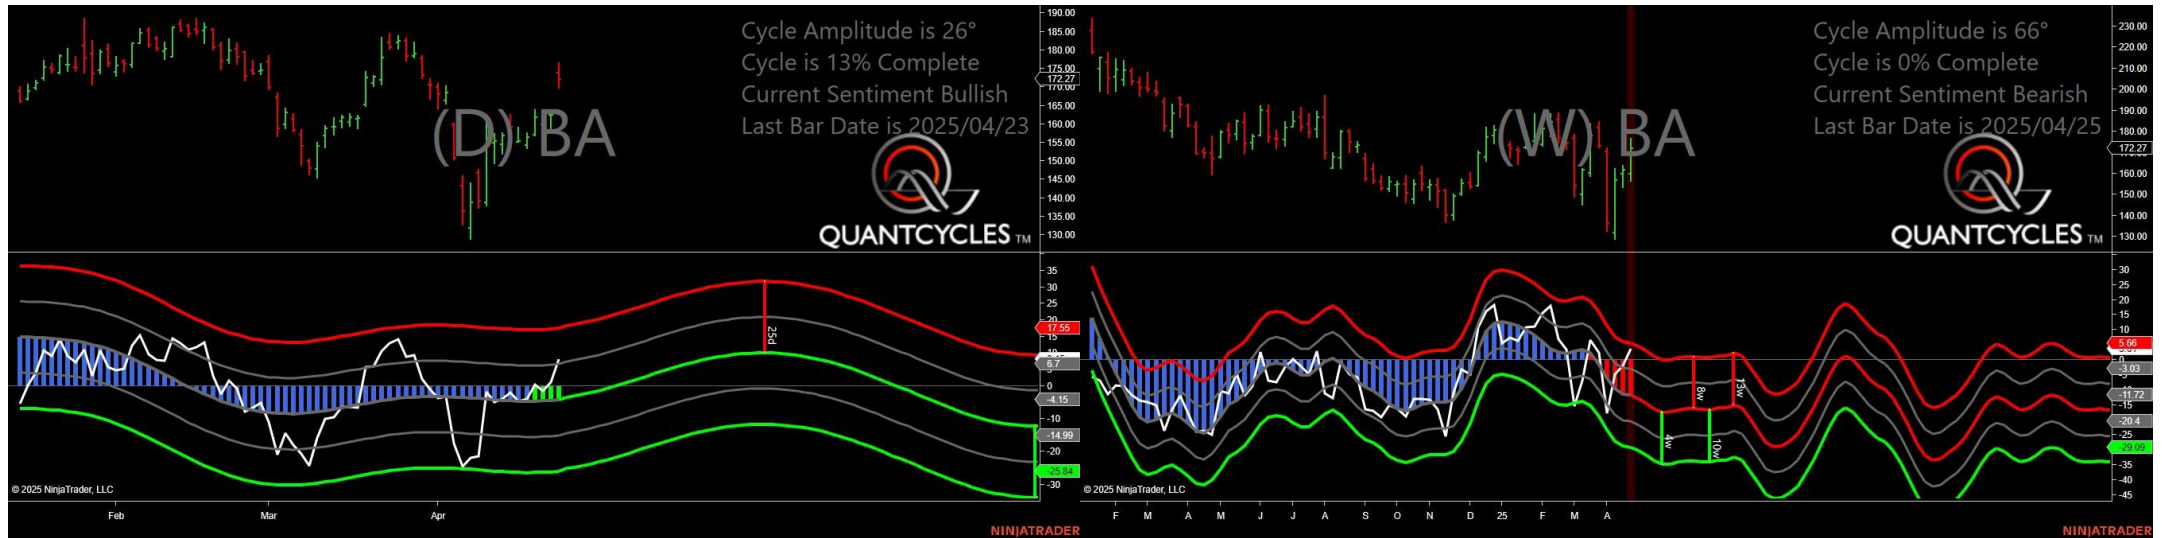 Cycle Amplitude is 26°
Cycle is 13% Complete
Current Sentiment Bullish
Last Bar Date is 2025/04/23
(D) BA
QUANTCYCLES TM
190.00
185.00
180.00
175.00
172.27
170.00
165.00
160.00
155.00
150.00
145.00
140.00
135.00
130.00
35
30
25
20
17.55
10
6.7
0
-4.15
-10
-14.99
-20
-25.84
-30
25d
© 2025 NinjaTrader, LLC
Feb Mar Apr
NINJATRADER
Cycle Amplitude is 66°
Cycle is 0% Complete
Current Sentiment Bearish
Last Bar Date is 2025/04/25
(W) BA
QUANTCYCLES TM
230.00
220.00
210.00
200.00
190.00
180.00
172.27
160.00
150.00
140.00
130.00
30
25
20
15
10
5.66
0
-3.03
-5
-11.72
-15
-20.4
-25
-29.09
-35
-40
-45
8w
13w
4w
10w
© 2025 NinjaTrader, LLC
F M A M J J A S O N D 25 F M A
NINJATRADER